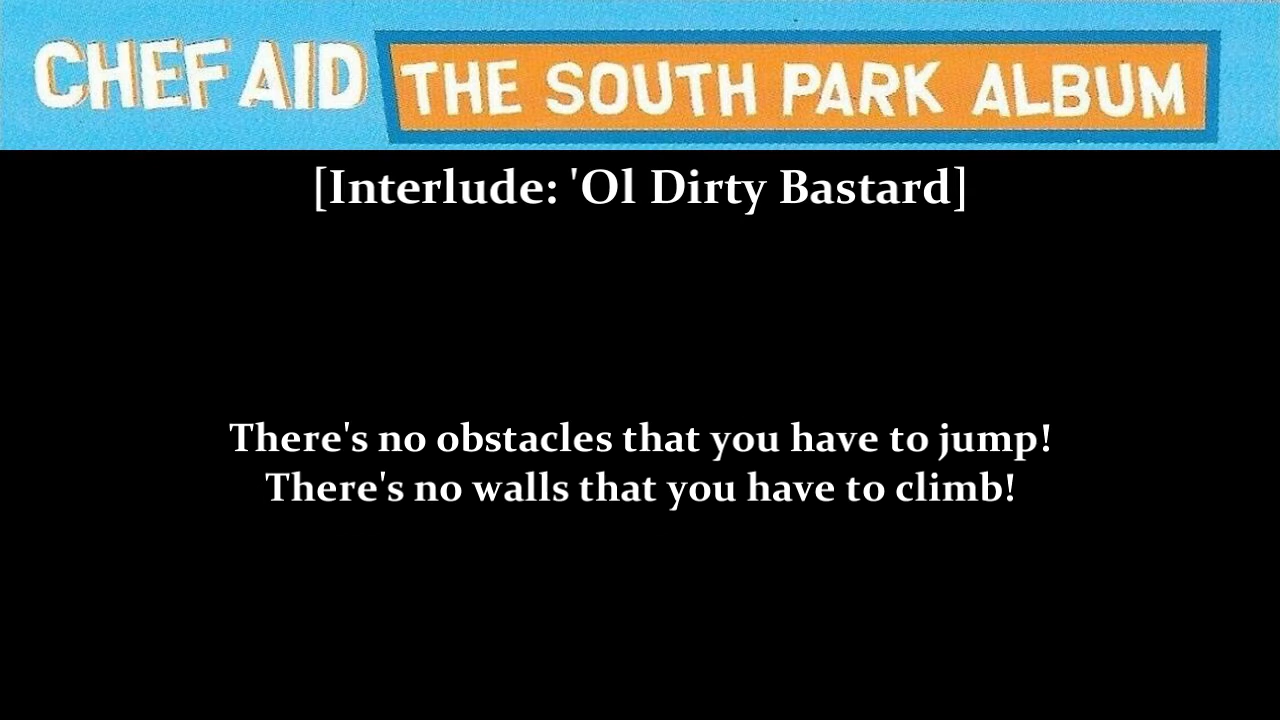 CHEF AID THE SOUTH PARK ALBUM
[Interlude: 'Ol Dirty Bastard]
There's no obstacles that you have to jump!
There's no walls that you have to climb!